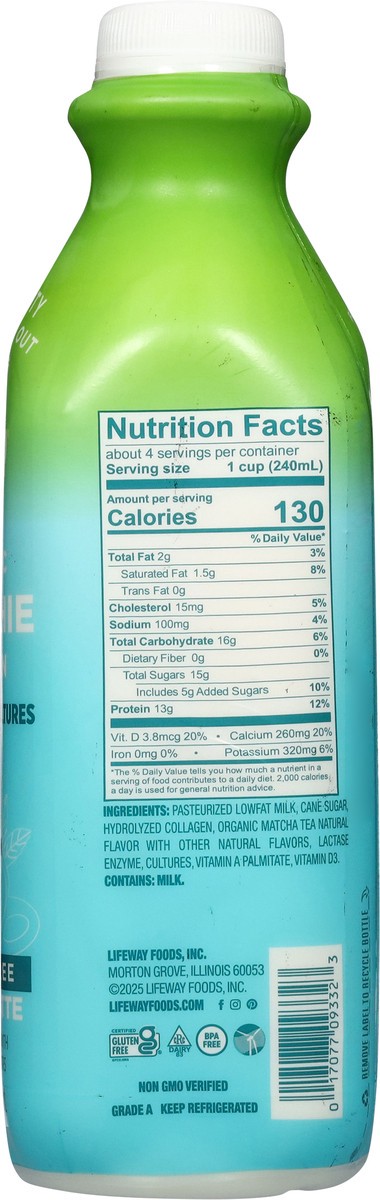 TY
OUT
Nutrition Facts
about 4 servings per container
Serving size 1 cup (240mL)
Amount per serving
Calories 130
% Daily Value*
Total Fat 2g 3%
Saturated Fat 1.5g 8%
Trans Fat 0g
Cholesterol 15mg 5%
Sodium 100mg 4%
Total Carbohydrate 16g 6%
Dietary Fiber 0g 0%
Total Sugars 15g
Includes 5g Added Sugars 10%
Protein 13g 12%
Vit. D 3.8mcg 20% • Calcium 260mg 20%
Iron 0mg 0% • Potassium 320mg 6%
*The % Daily Value tells you how much a nutrient in a
serving of food contributes to a daily diet. 2,000 calories
a day is used for general nutrition advice.
IE
TURES
INGREDIENTS: PASTEURIZED LOWFAT MILK, CANE SUGAR,
HYDROLYZED COLLAGEN, ORGANIC MATCHA TEA NATURAL
FLAVOR WITH OTHER NATURAL FLAVORS, LACTASE
ENZYME, CULTURES, VITAMIN A PALMITATE, VITAMIN D3.
CONTAINS: MILK.
EE
TTE
LIFEWAY FOODS, INC.
MORTON GROVE, ILLINOIS 60053
©2025 LIFEWAY FOODS, INC.
LIFEWAYFOODS.COM
CERTIFIED
GLUTEN
FREE
DAIRY
BPA
FREE
NON GMO VERIFIED
GRADE A KEEP REFRIGERATED
0 17077 09332 3
REMOVE LABEL TO RECYCLE BOTTLE